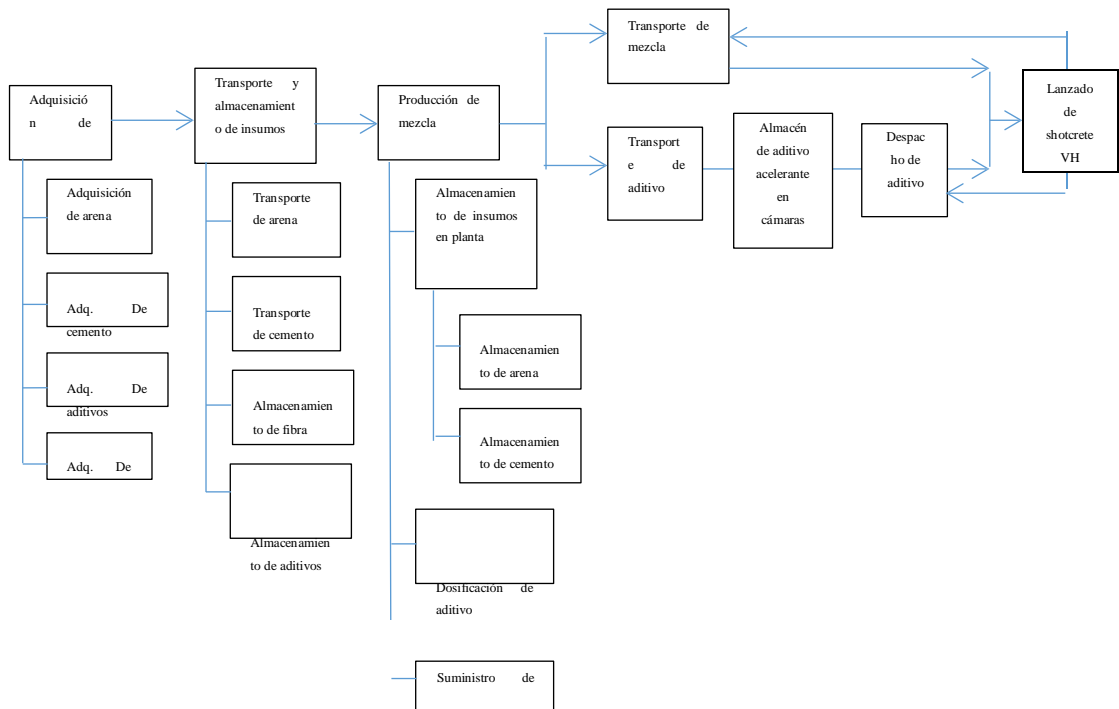 Adquisició
n de
Adquisición
de arena
Adq. De
cemento
Adq. De
aditivos
Adq. De
Transporte y
almacenamient
o de insumos
Transporte
de arena
Transporte
de cemento
Almacenamien
to de fibra
Almacenamien
to de aditivos
Producción de
mezcla
Almacenamien
to de insumos
en planta
Almacenamien
to de arena
Almacenamien
to de cemento
Dosificación de
aditivo
Suministro de
Transporte de
mezcla
Transport
e de
aditivo
Almacén
de aditivo
acelerante
en
cámaras
Despac
ho de
aditivo
Lanzado
de
shotcrete
VH